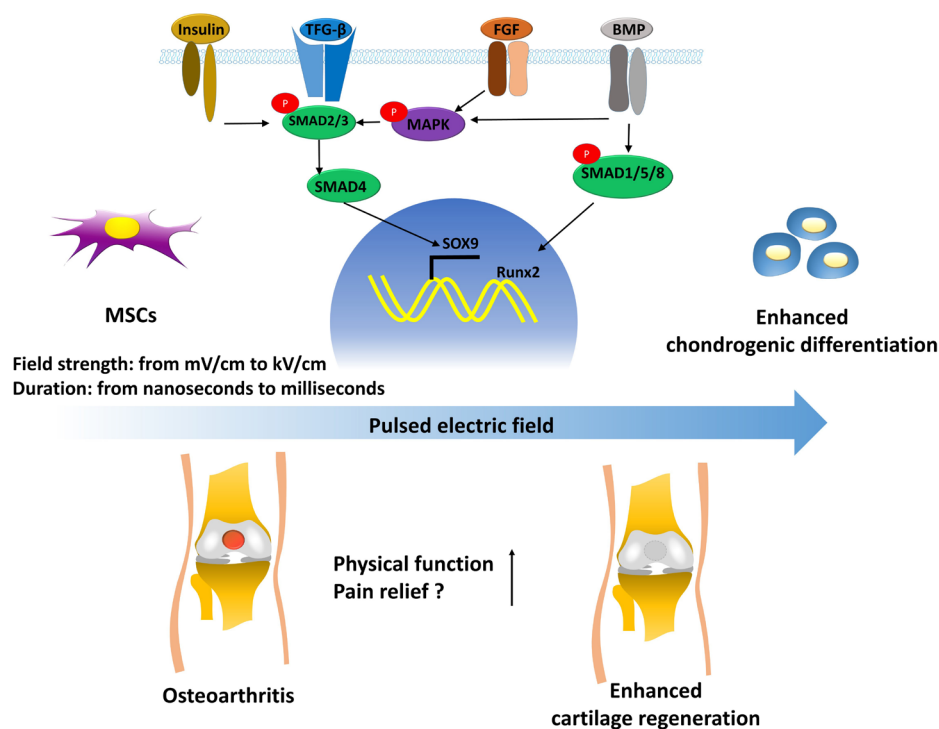 Insulin
TFG-β
FGF
BMP
P
SMAD2/3
P
MAPK
P
SMAD1/5/8
SMAD4
SOX9
Runx2
MSCs
Enhanced
chondrogenic differentiation
Field strength: from mV/cm to kV/cm
Duration: from nanoseconds to milliseconds
Pulsed electric field
Physical function
Pain relief ?
Osteoarthritis
Enhanced
cartilage regeneration